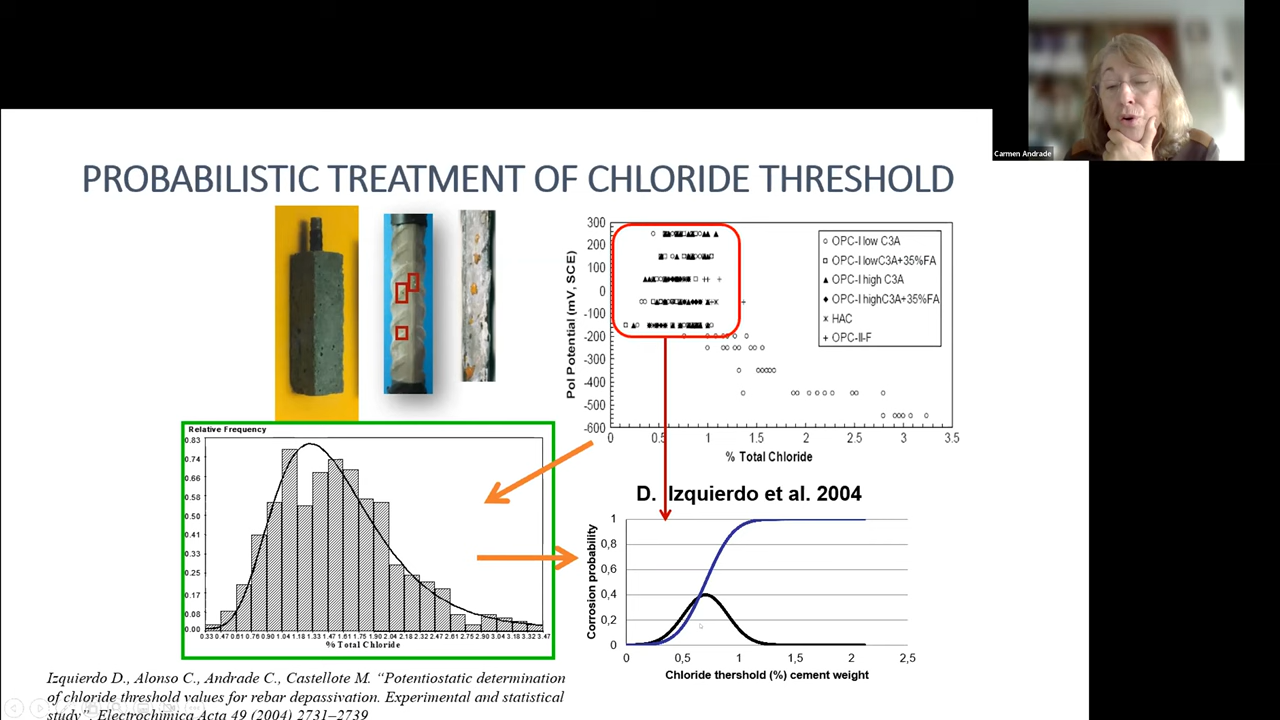 Carmen Andrade
PROBABILISTIC TREATMENT OF CHLORIDE THRESHOLD
300
200
100
0
-100
-200
-300
-400
-500
-600
Pol Potential (mV, SCE)
OPC-I low C3A
OPC-I lowC3A+35%FA
OPC-I high C3A
OPC-I highC3A+35%FA
HAC
OPC-II-F
0 0.5 1 1.5 2 2.5 3 3.5
% Total Chloride
Relative Frequency
0.83
0.74
0.66
0.58
0.50
0.41
0.33
0.25
0.17
0.08
0.00
0.33 0.47 0.61 0.76 0.90 1.04 1.18 1.33 1.47 1.61 1.75 1.90 2.04 2.18 2.32 2.47 2.61 2.75 2.90 3.04 3.18 3.32 3.47
% Total Chloride
D. Izquierdo et al. 2004
1
0,8
0,6
0,4
0,2
0
Corrosion probability
0 0,5 1 1,5 2 2,5
Chloride thershold (%) cement weight
Izquierdo D., Alonso C., Andrade C., Castellote M. “Potentiostatic determination
of chloride threshold values for rebar depassivation. Experimental and statistical
study” Electrochimica Acta 49 (2004) 2731–2739